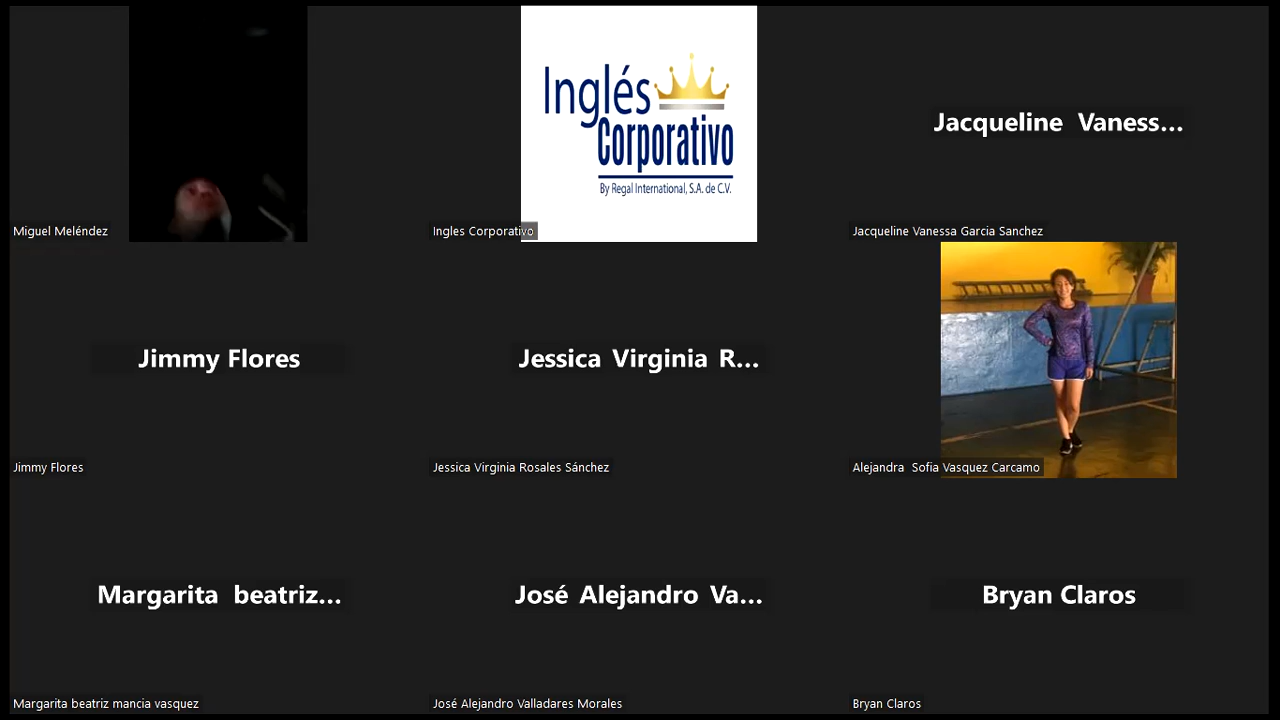 Inglés
Corporativo
By Regal International, S.A. de C.V.
Jacqueline Vaness...
Miguel Meléndez
Ingles Corporativo
Jacqueline Vanessa Garcia Sanchez
Jimmy Flores
Jessica Virginia R...
Jimmy Flores
Jessica Virginia Rosales Sánchez
Alejandra Sofia Vasquez Carcamo
Margarita beatriz...
José Alejandro Va...
Bryan Claros
Margarita beatriz mancia vasquez
José Alejandro Valladares Morales
Bryan Claros